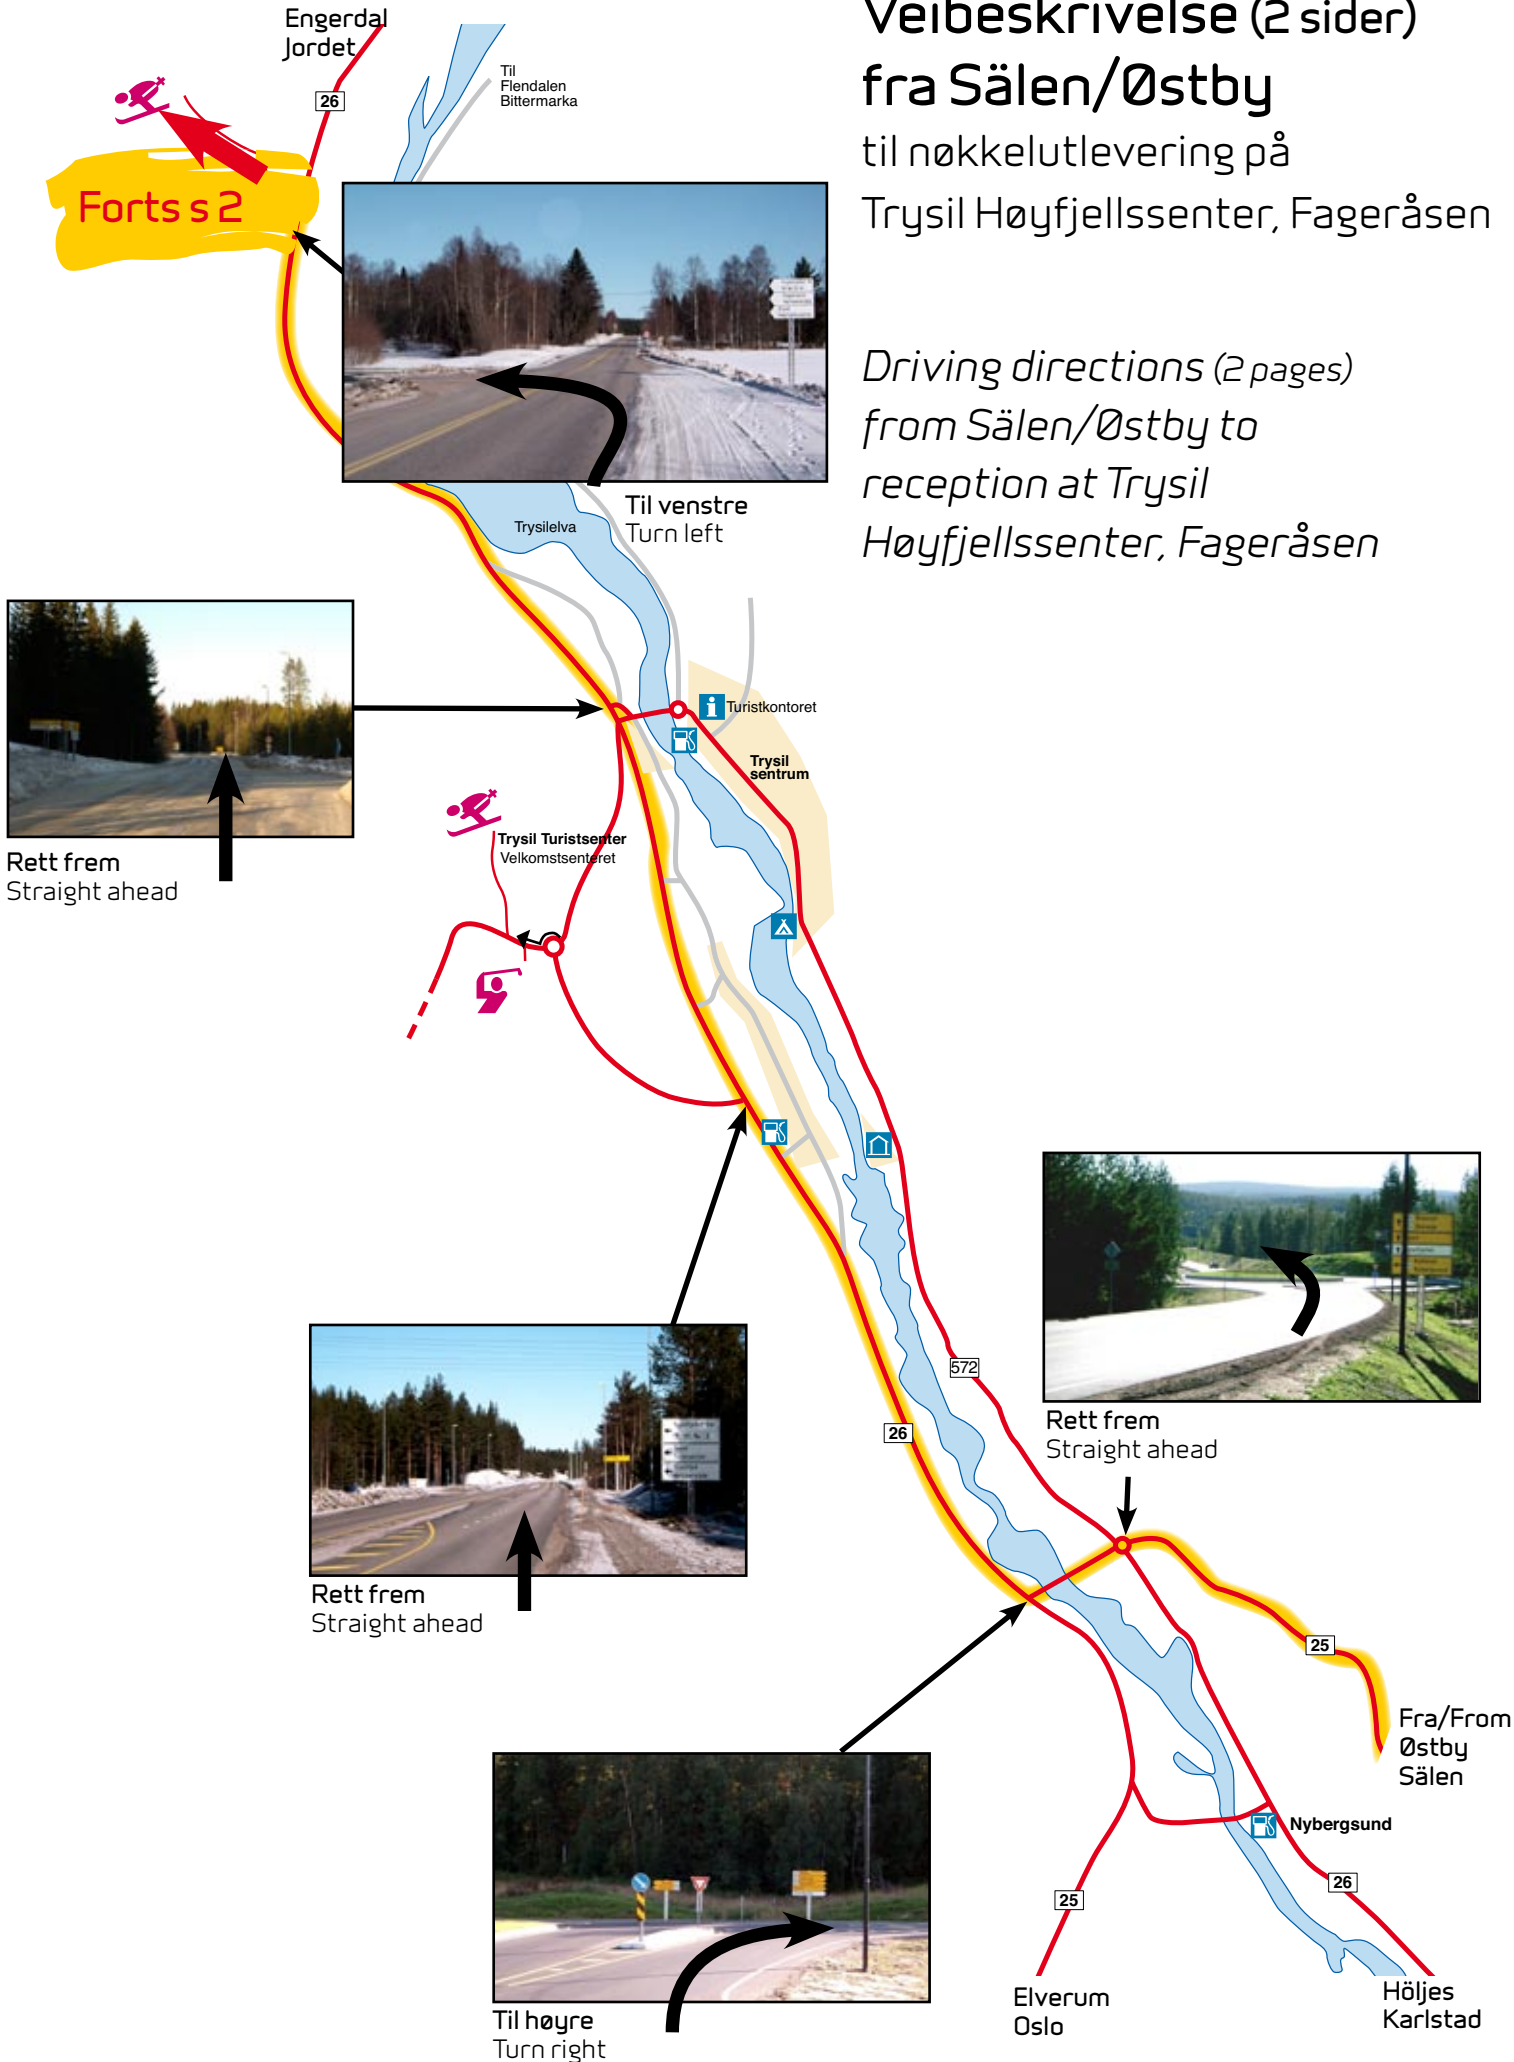 Veibeskrivelse (2 sider)
fra Sälen/Østby
til nøkkelutlevering på
Trysil Høyfjellssenter, Fageråsen
Driving directions (2 pages)
from Sälen/Østby to
reception at Trysil
Høyfjellssenter, Fageråsen
Engerdal
Jordet
26
Til
Flendalen
Bittermarka
Forts s 2
Til venstre
Turn left
Trysilelva
Turistkontoret
Trysil
sentrum
Rett frem
Straight ahead
Trysil Turistsenter
Velkomstsenteret
572
26
Rett frem
Straight ahead
Rett frem
Straight ahead
25
Fra/From
Østby
Sälen
Nybergsund
26
25
Elverum
Oslo
Höljes
Karlstad
Til høyre
Turn right